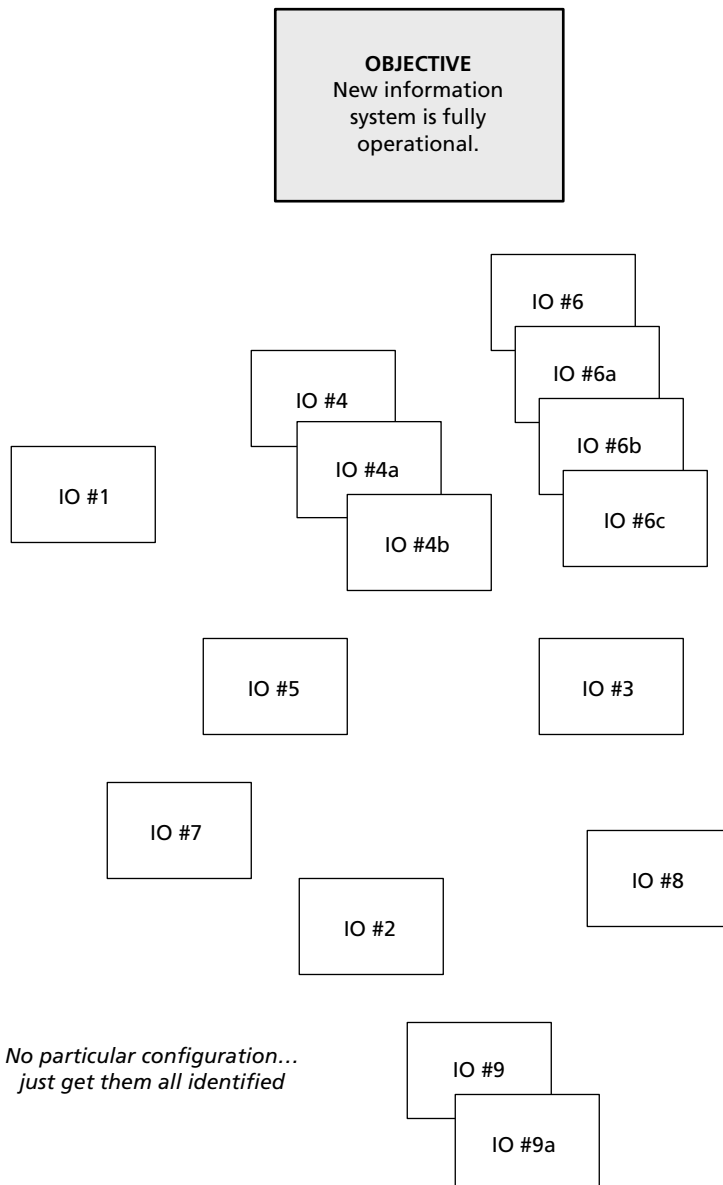 OBJECTIVE
New information
system is fully
operational.
IO #6
IO #6a
IO #6b
IO #6c
IO #4
IO #4a
IO #4b
IO #1
IO #5
IO #3
IO #7
IO #8
IO #2
No particular configuration…
just get them all identified
IO #9
IO #9a